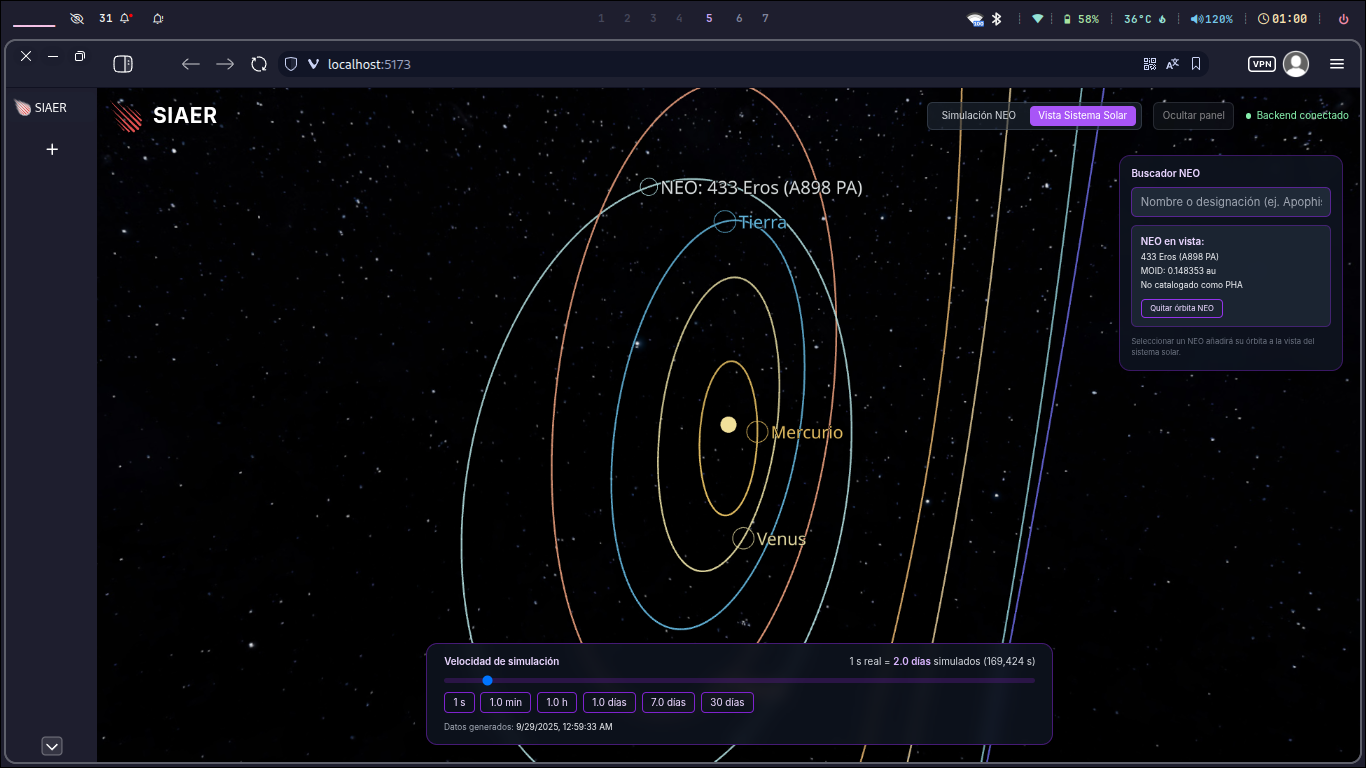 31
1 2 3 4 5 6 7
100
58%
36°C
120%
01:00
localhost:5173
VPN
SIAER
SIAER
Simulación NEO
Vista Sistema Solar
Ocultar panel
Backend conectado
NEO: 433 Eros (A898 PA)
Tierra
Mercurio
Venus
Buscador NEO
Nombre o designación (ej. Apophis
NEO en vista:
433 Eros (A898 PA)
MOID: 0.148353 au
No catalogado como PHA
Quitar órbita NEO
Seleccionar un NEO añadirá su órbita a la vista del
sistema solar.
Velocidad de simulación
1 s real = 2.0 días simulados (169,424 s)
1 s
1.0 min
1.0 h
1.0 días
7.0 días
30 días
Datos generados: 9/29/2025, 12:59:33 AM